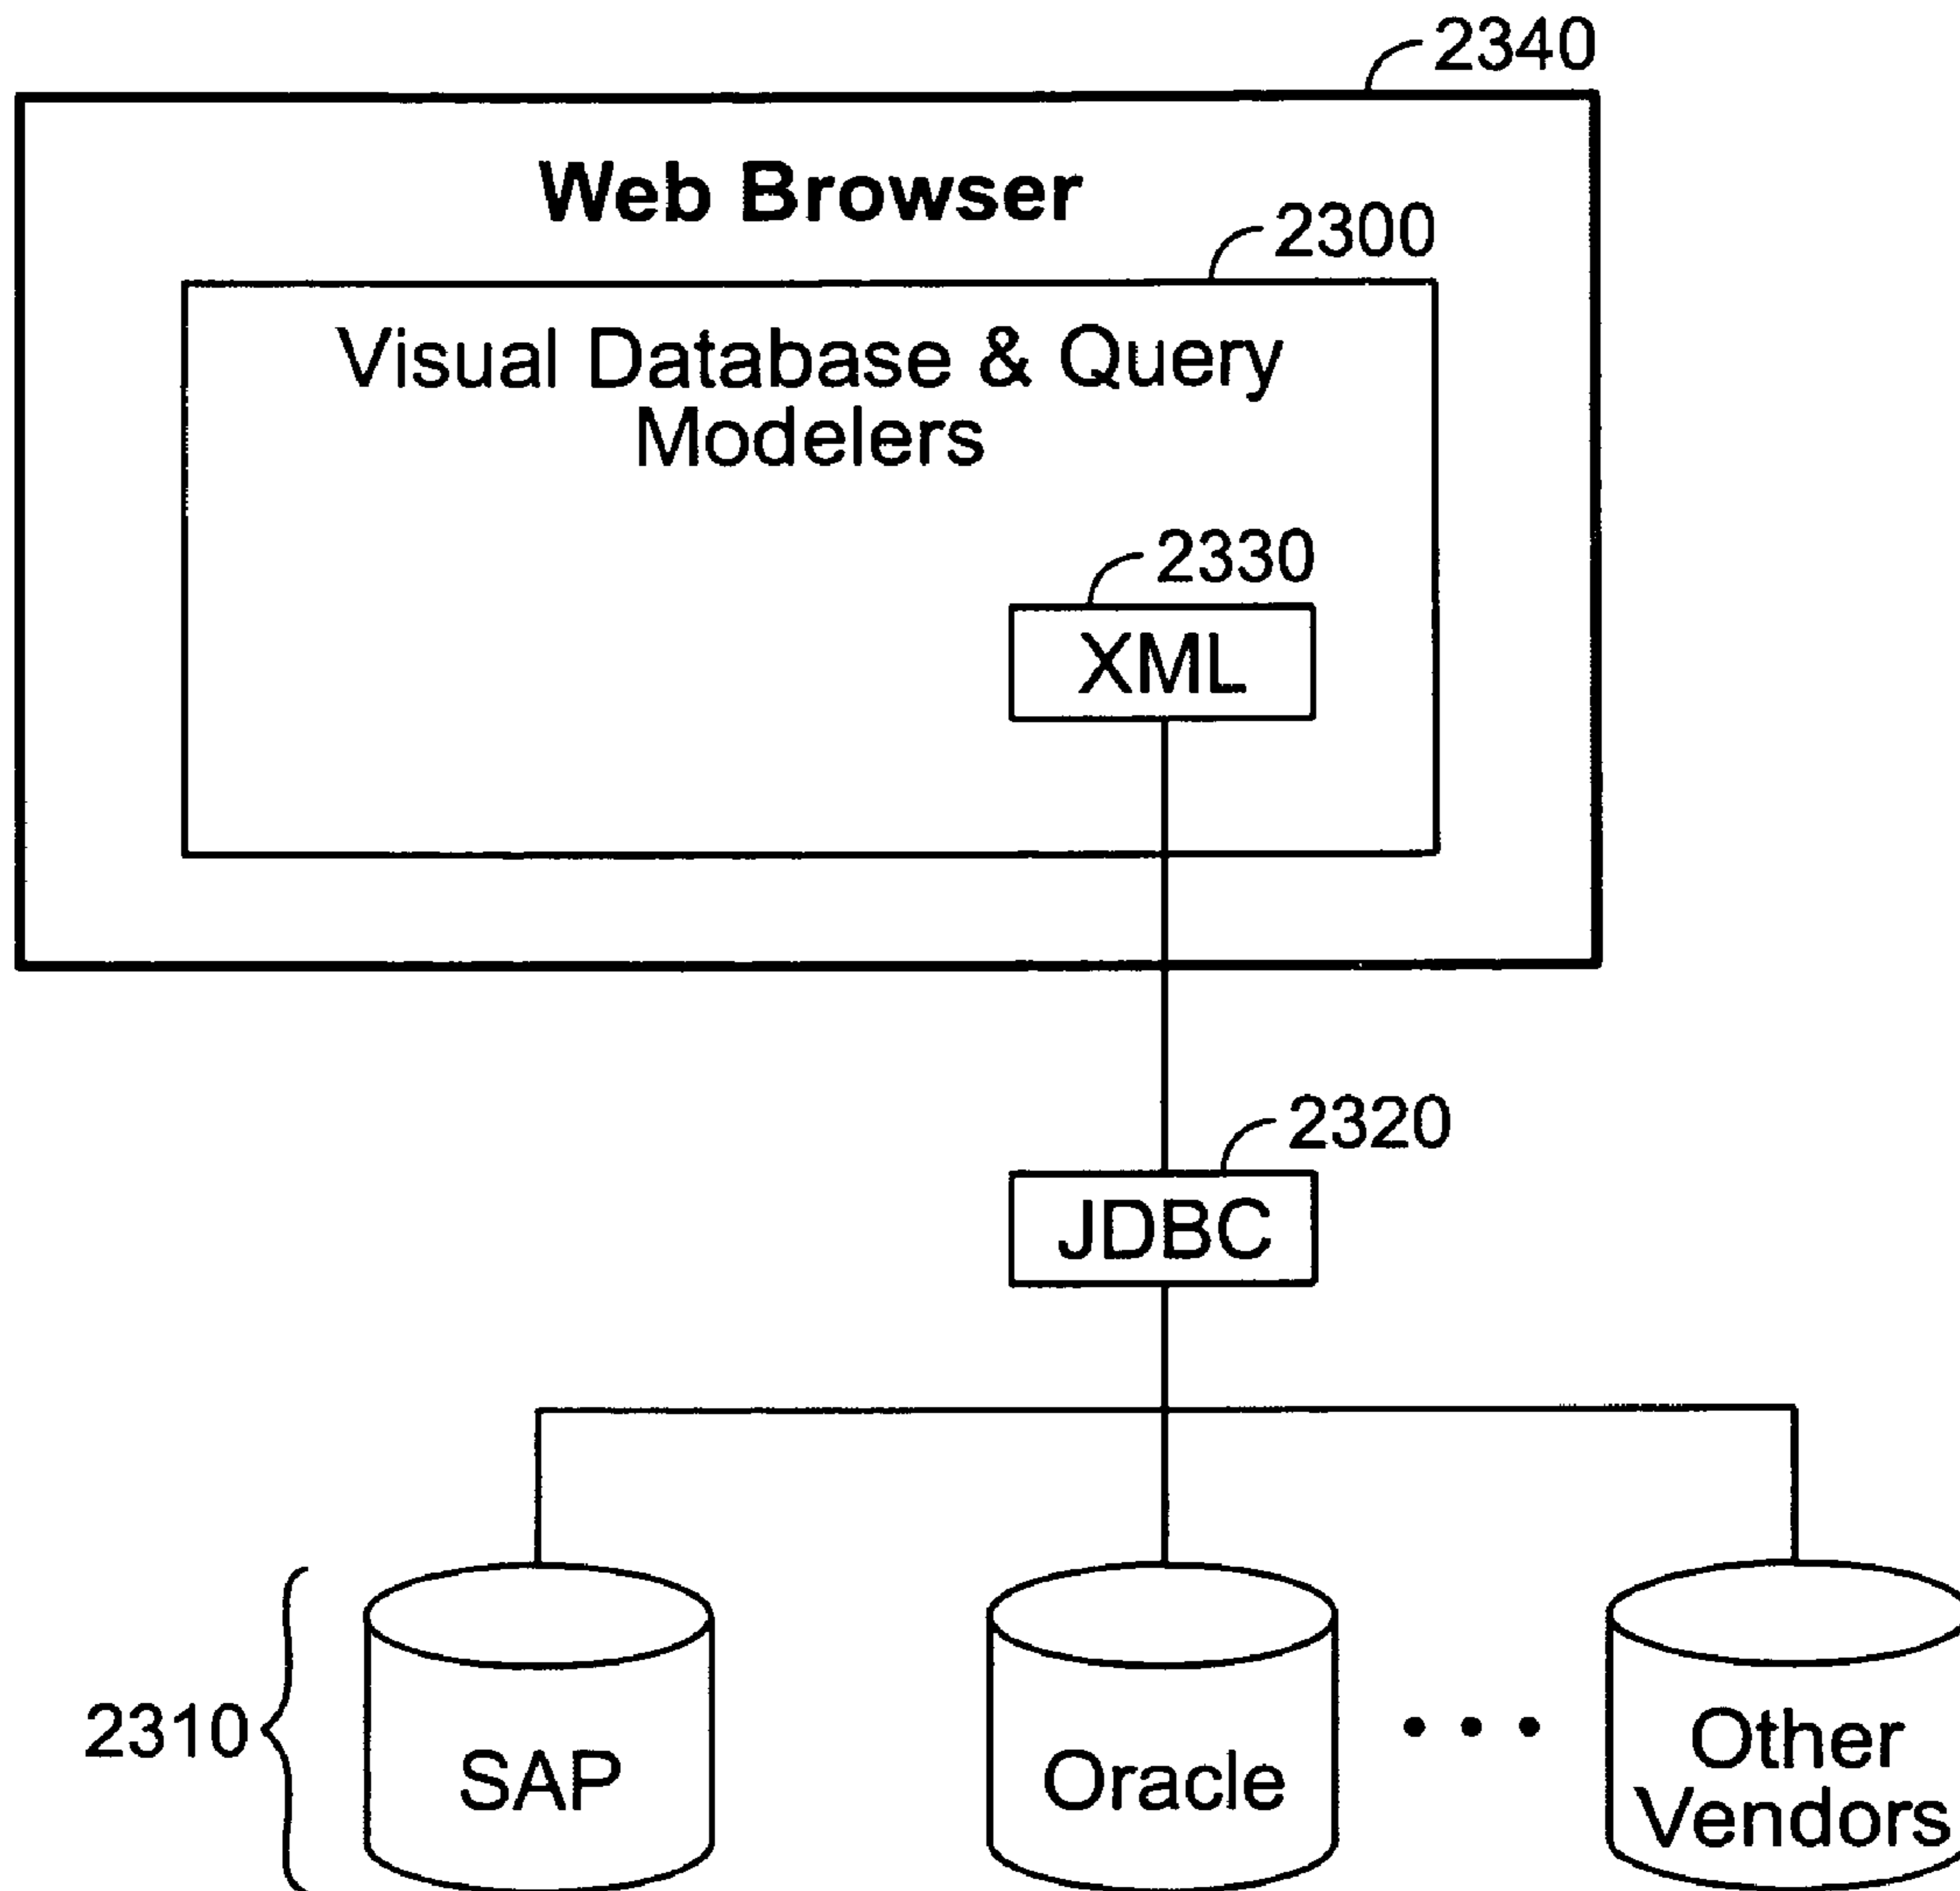 2340
Web Browser
2300
Visual Database & Query
Modelers
2330
XML
2320
JDBC
2310
SAP
Oracle
Other
Vendors